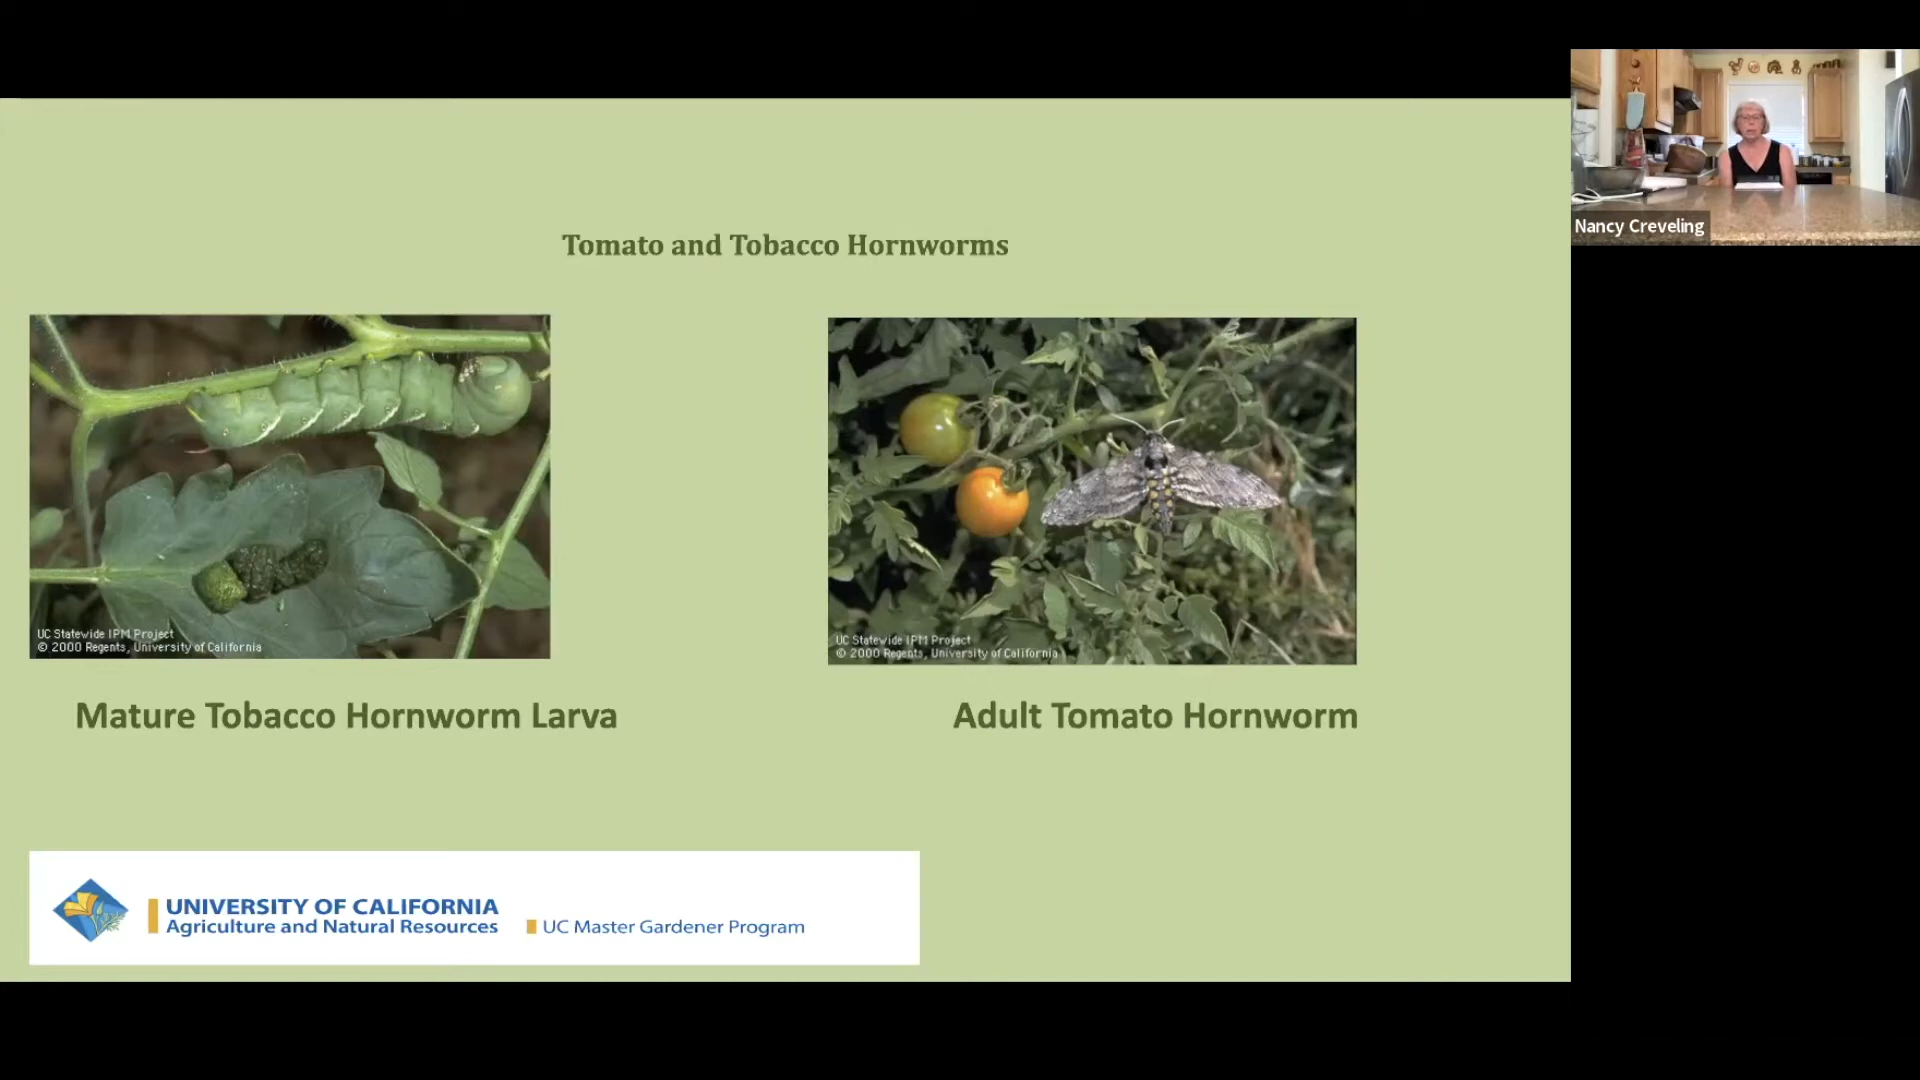 Nancy Creveling
Tomato and Tobacco Hornworms
UC Statewide IPM Project
© 2000 Regents, University of California
UC Statewide IPM Project
© 2000 Regents, University of California
Mature Tobacco Hornworm Larva
Adult Tomato Hornworm
UNIVERSITY OF CALIFORNIA
Agriculture and Natural Resources
UC Master Gardener Program